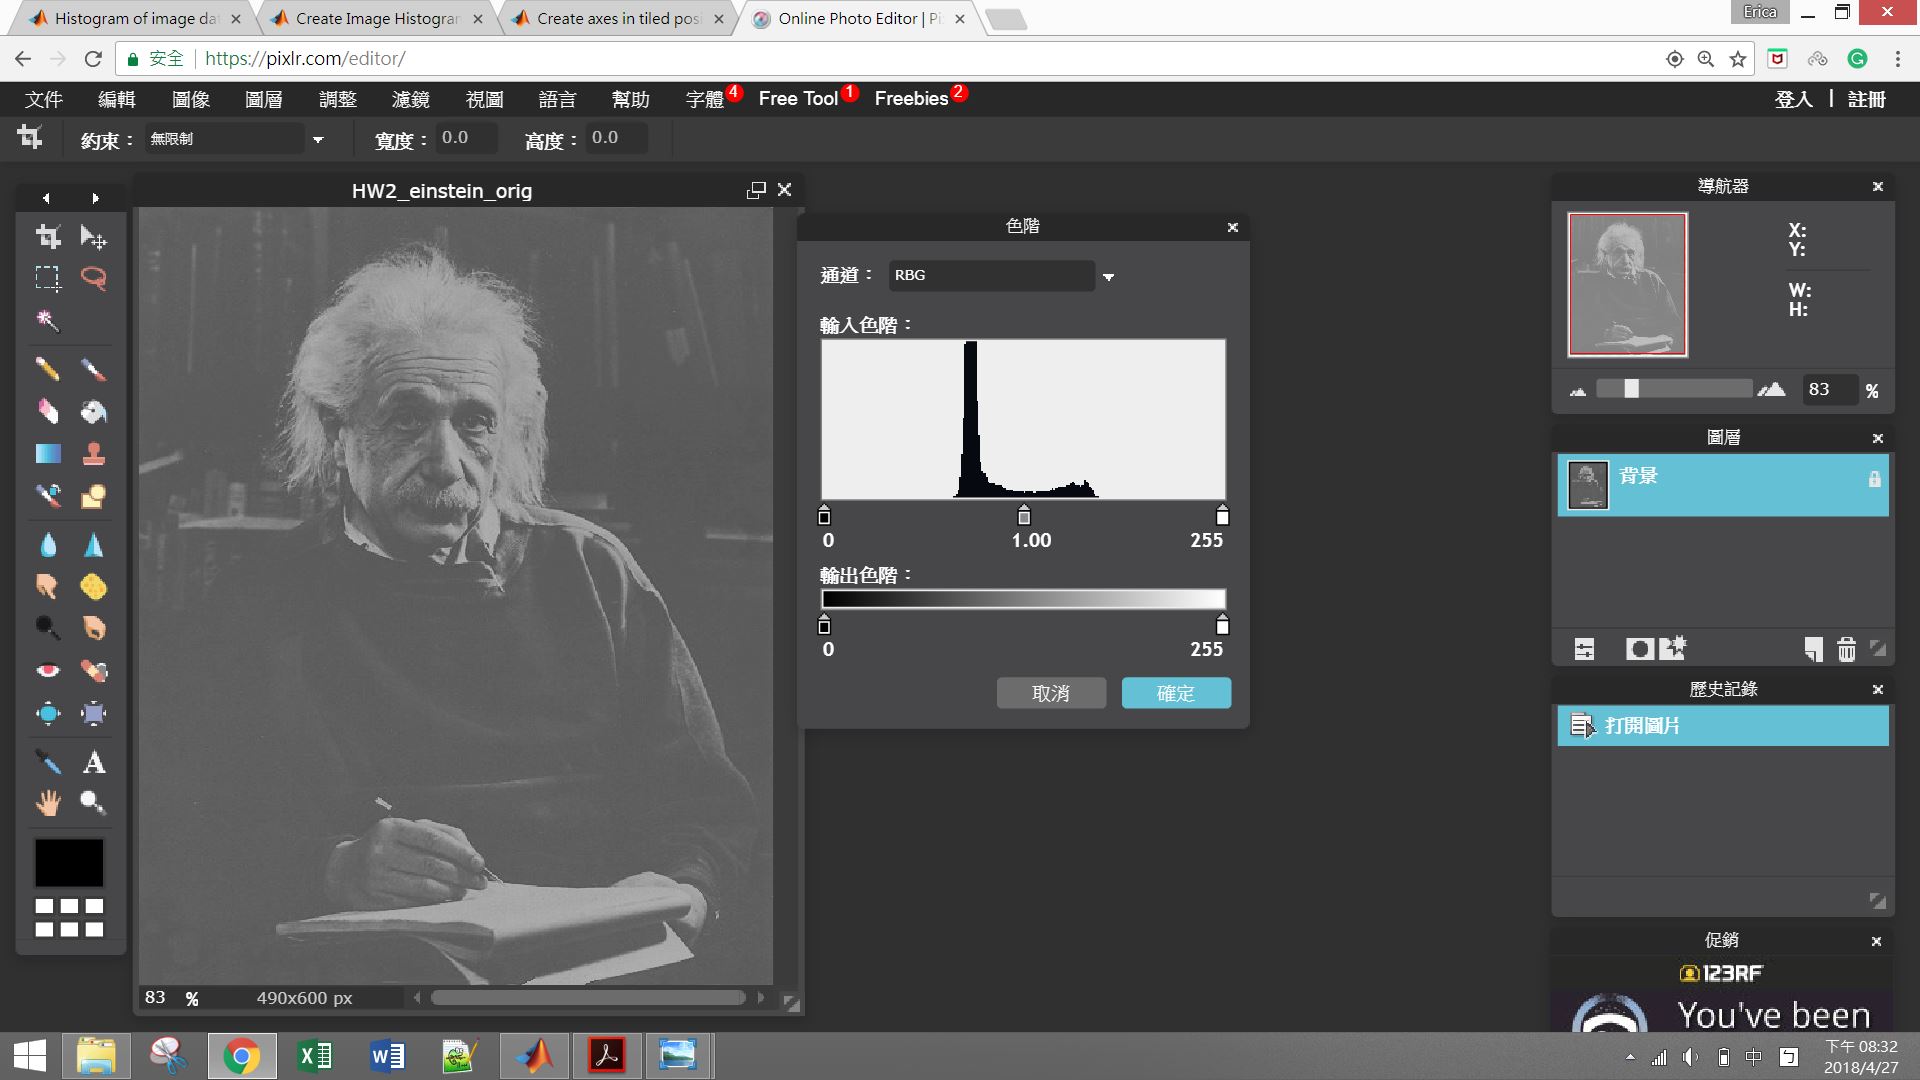 Histogram of image dat
Create Image Histogram
Create axes in tiled posi
Online Photo Editor | Pi
Erica
安全
https://pixlr.com/editor/
文件 編輯 圖像 圖層 調整 濾鏡 視圖 語言 幫助 字體 4 Free Tool 1 Freebies 2
登入 | 註冊
約束： 無限制 寬度： 0.0 高度： 0.0
HW2_einstein_orig
83 % 490x600 px
色階
通道： RBG
輸入色階：
0 1.00 255
輸出色階：
0 255
取消 確定
導航器
X:
Y:
W:
H:
83 %
圖層
背景
歷史記錄
打開圖片
促銷
123RF
You've been
中
下午 08:32
2018/4/27